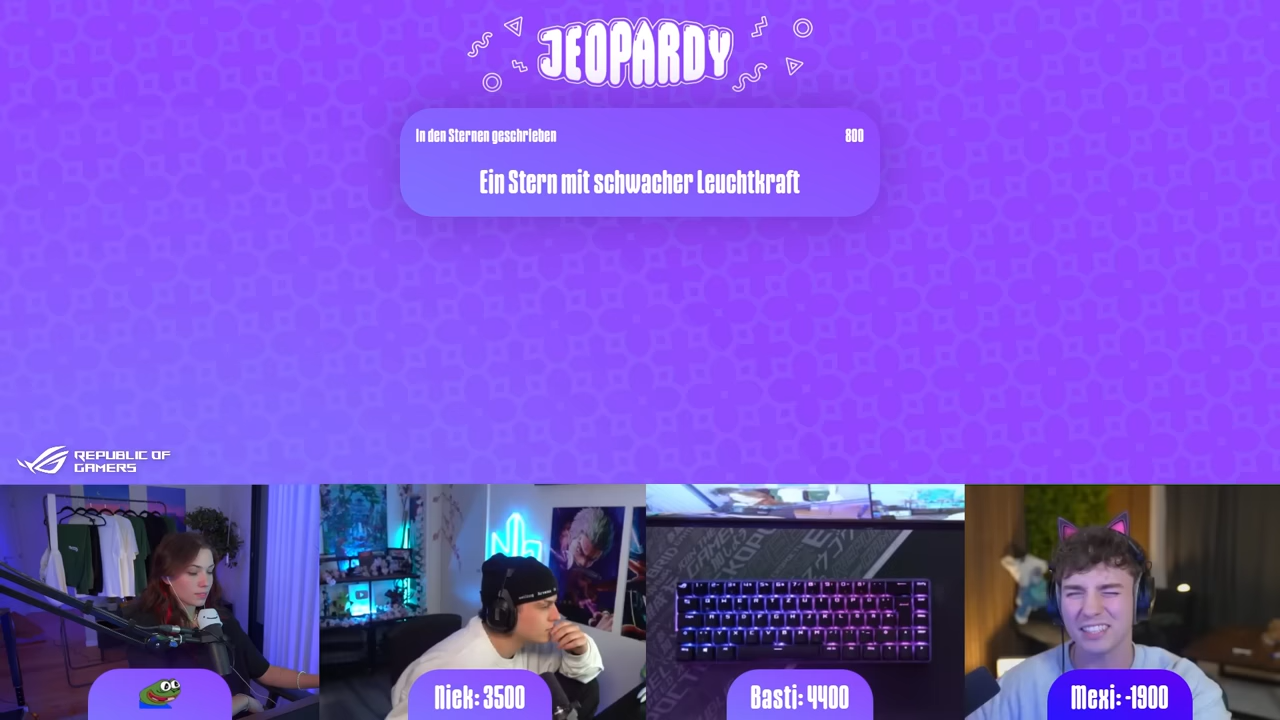 JEOPARDY
In den Sternen geschrieben
800
Ein Stern mit schwacher Leuchtkraft
REPUBLIC OF
GAMERS
Niek: 3500
Basti: 4400
Mexi: -1900